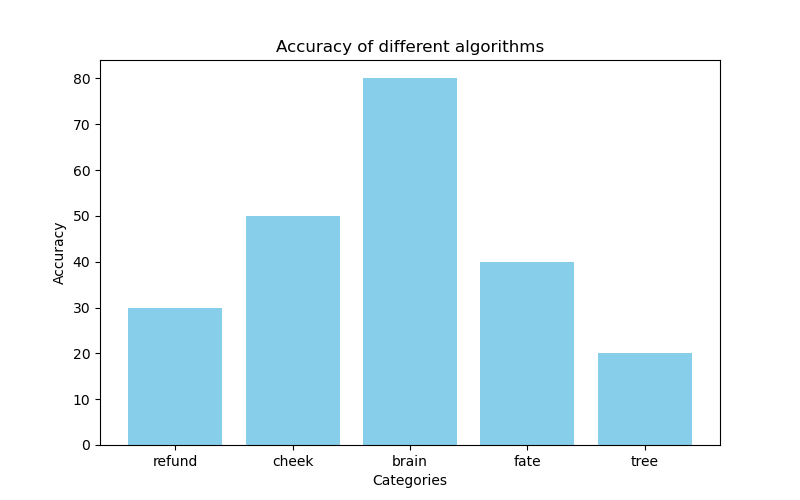 Accuracy of different algorithms
Accuracy
80
70
60
50
40
30
20
10
0
refund cheek brain fate tree
Categories